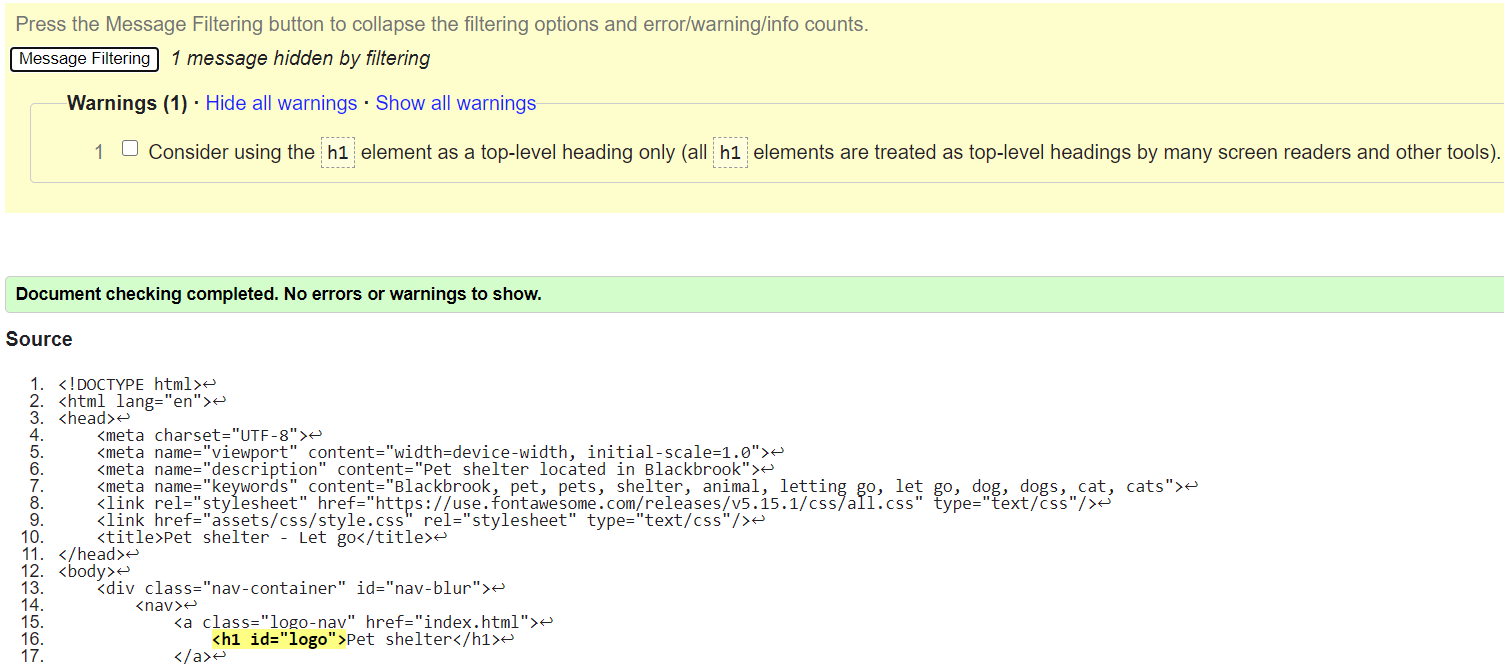 Press the Message Filtering button to collapse the filtering options and error/warning/info counts.
Message Filtering 1 message hidden by filtering
Warnings (1) · Hide all warnings · Show all warnings
1 Consider using the h1 element as a top-level heading only (all h1 elements are treated as top-level headings by many screen readers and other tools).
Document checking completed. No errors or warnings to show.
Source
1. <!DOCTYPE html>↩
2. <html lang="en">↩
3. <head>↩
4.     <meta charset="UTF-8">↩
5.     <meta name="viewport" content="width=device-width, initial-scale=1.0">↩
6.     <meta name="description" content="Pet shelter located in Blackbrook">↩
7.     <meta name="keywords" content="Blackbrook, pet, pets, shelter, animal, letting go, let go, dog, dogs, cat, cats">↩
8.     <link rel="stylesheet" href="https://use.fontawesome.com/releases/v5.15.1/css/all.css" type="text/css"/>↩
9.     <link href="assets/css/style.css" rel="stylesheet" type="text/css"/>↩
10.     <title>Pet shelter - Let go</title>↩
11. </head>↩
12. <body>↩
13.     <div class="nav-container" id="nav-blur">↩
14.         <nav>↩
15.             <a class="logo-nav" href="index.html">↩
16.                 <h1 id="logo">Pet shelter</h1>↩
17.             </a>↩